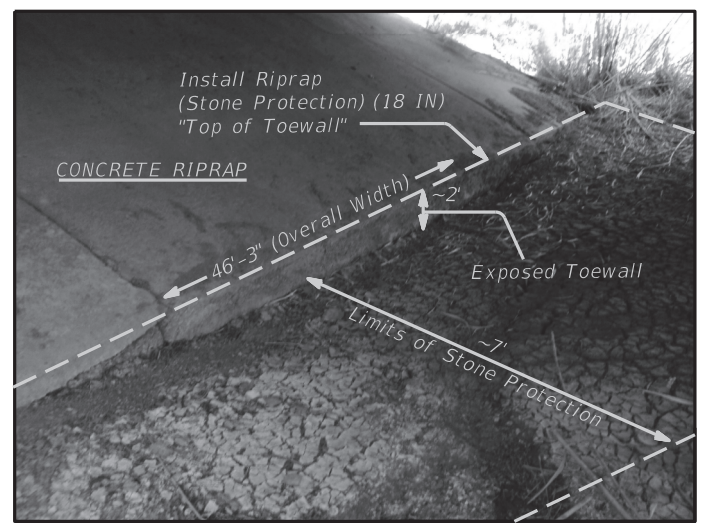 Install Riprap
(Stone Protection) (18 IN)
"Top of Toewall"
CONCRETE RIPRAP
46'-3" (Overall Width)
~2'
Exposed Toewall
~7'
Limits of Stone Protection